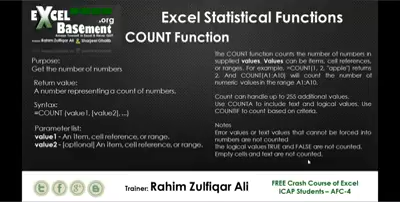 EXCEL
.org
Basement
Rahim Zulfiqar Ali
Excel Statistical Functions
COUNT Function
Purpose:
Get the number of numbers
Return value:
A number representing a count of numbers.
Syntax:
=COUNT (value1, [value2], ...)
Parameter list:
value1 - An item, cell reference, or range.
value2 - [optional] An item, cell reference, or range.
The COUNT function counts the number of numbers in
supplied values. Values can be items, cell references,
or ranges. For example, =COUNT(1, 2, "apple") returns
2. And COUNT(A1:A10) will count the number of
numeric values in the range A1:A10.
Count can handle up to 255 additional values.
Use COUNTA to include text and logical values. Use
COUNTIF to count based on criteria.
Notes
Error values or text values that cannot be forced into
numbers are not counted
The logical values TRUE and FALSE are not counted.
Empty cells and text are not counted.
Trainer: Rahim Zulfiqar Ali
FREE Crash Course of Excel
ICAP Students – AFC-4